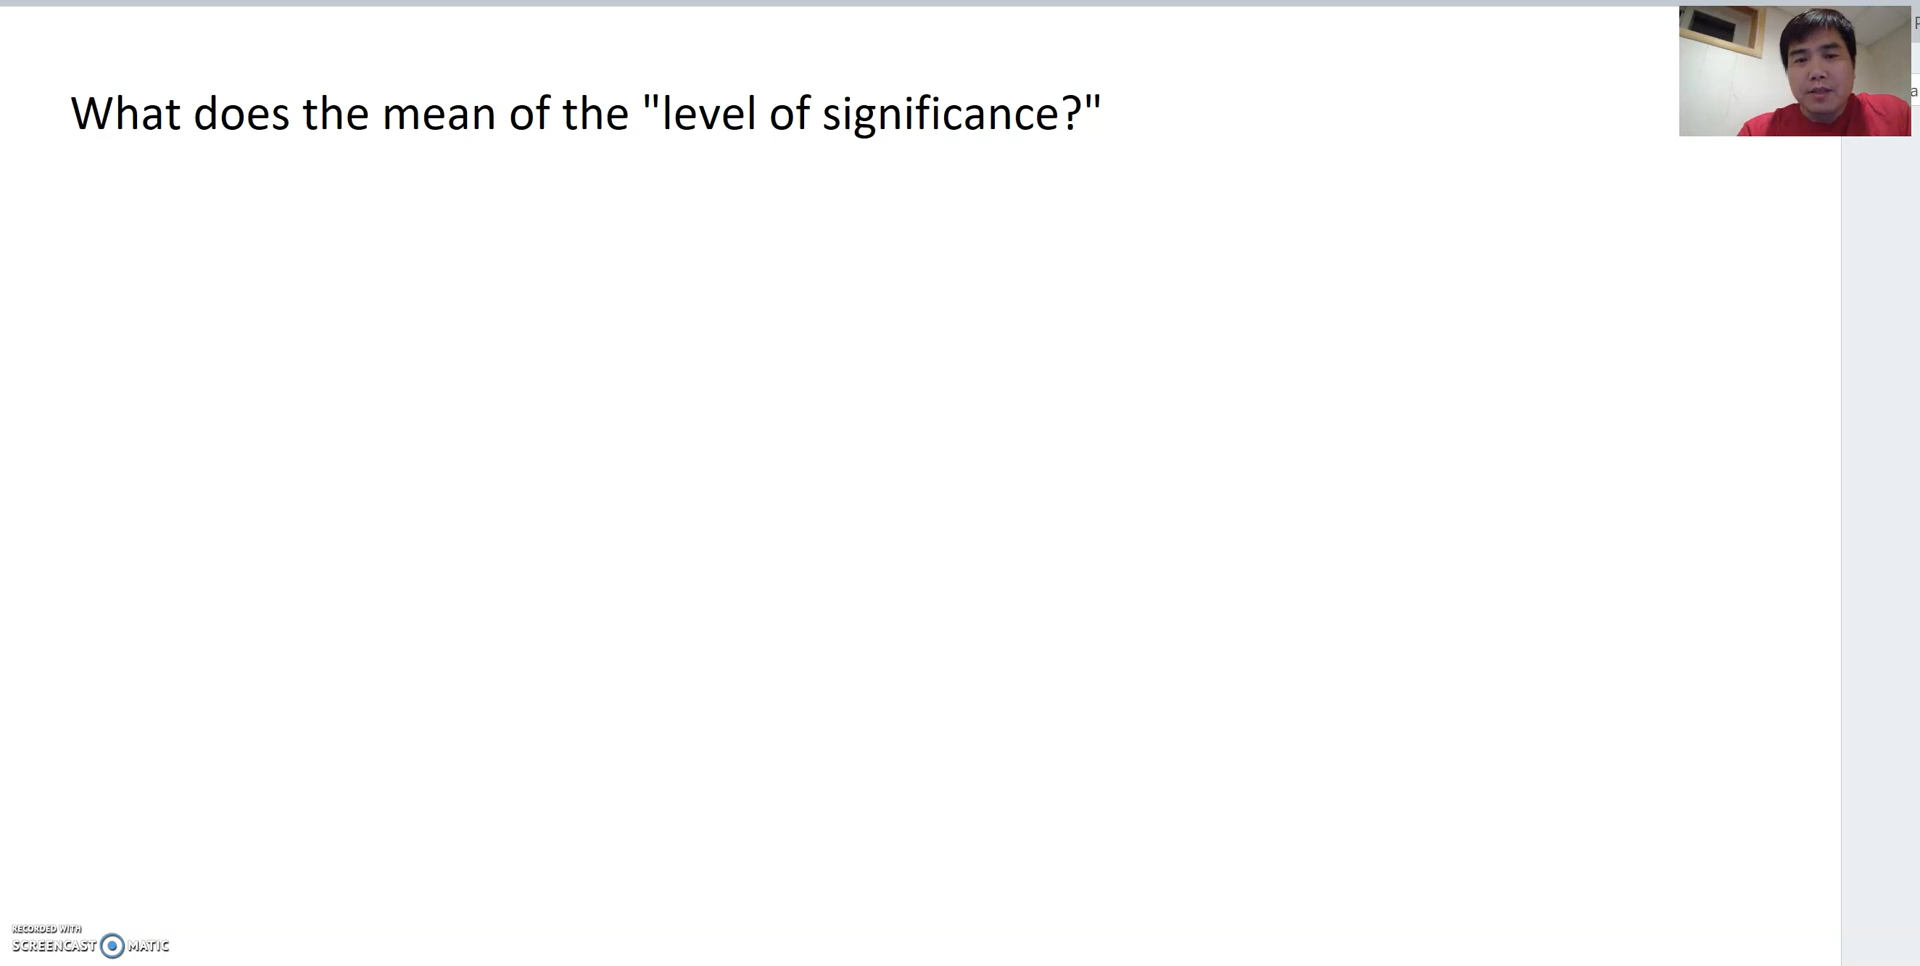 What does the mean of the "level of significance?"
RECORDED WITH
SCREENCAST MATIC